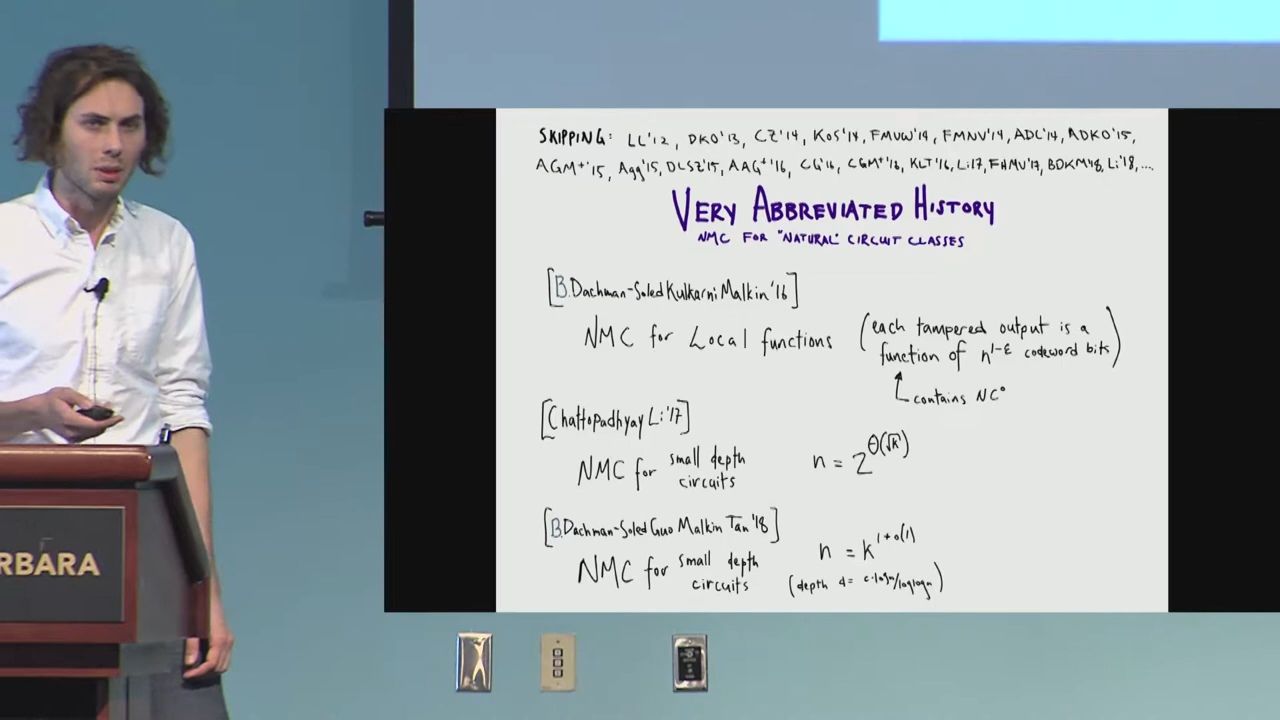 SKIPPING: LL'12, DKO'13, CZ'14, KOS'14, FMVW'14, FMNV'14, ADL'14, ADKO'15,
AGM+'15, Agg'15, DLSZ'15, AAG+'16, CG'16, CGM+'16, KLT'16, Li'17, FHMV'17, BDKM'18, Li'18, ....
VERY ABBREVIATED HISTORY
NMC FOR "NATURAL" CIRCUIT CLASSES
[B.Dachman-Soled Kulkarni Malkin'16]
NMC for Local functions (each tampered output is a
function of n^{1-ε} codeword bits)
contains NC⁰
[Chattopadhyay Li'17]
NMC for small depth
circuits
n = 2^{Θ(√k)}
[B.Dachman-Soled Guo Malkin Tan'18]
NMC for small depth
circuits
n = k^{1+o(1)}
(depth d = c·logn/loglogn)
RBARA